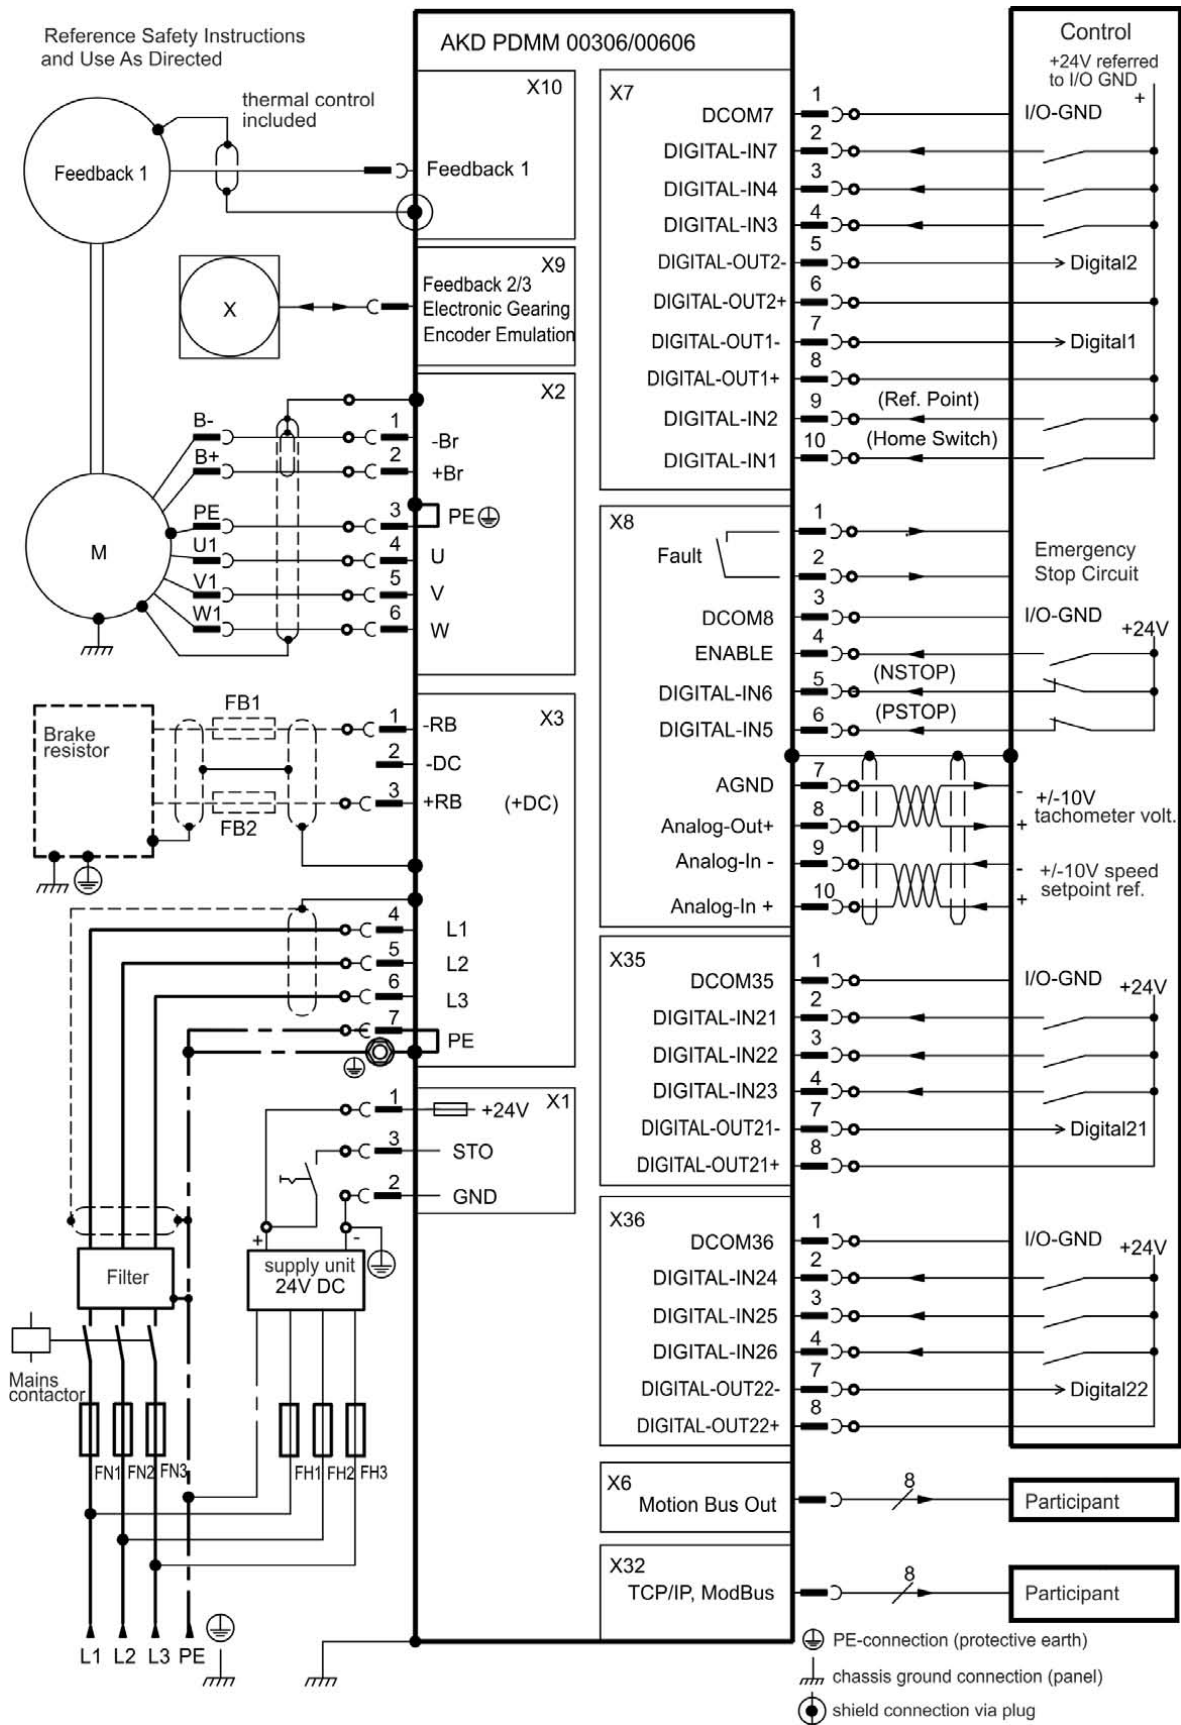 Reference Safety Instructions
and Use As Directed
AKD PDMM 00306/00606
Control
+24V referred
to I/O GND
+
thermal control
included
Feedback 1
X10
Feedback 1
X
X9
Feedback 2/3
Electronic Gearing
Encoder Emulation
X2
B-
1
-Br
B+
2
+Br
PE
3
PE
U1
4
U
V1
5
V
W1
6
W
M
X3
Brake
resistor
FB1
FB2
1
-RB
2
-DC
3
+RB
(+DC)
4
L1
5
L2
6
L3
7
PE
X1
1
+24V
3
STO
2
GND
+
-
supply unit
24V DC
Filter
Mains
contactor
FN1
FN2
FN3
FH1
FH2
FH3
L1
L2
L3
PE
X7
DCOM7
1
I/O-GND
DIGITAL-IN7
2
DIGITAL-IN4
3
DIGITAL-IN3
4
DIGITAL-OUT2-
5
Digital2
DIGITAL-OUT2+
6
DIGITAL-OUT1-
7
Digital1
DIGITAL-OUT1+
8
DIGITAL-IN2
9
(Ref. Point)
DIGITAL-IN1
10
(Home Switch)
X8
Fault
1
2
Emergency
Stop Circuit
DCOM8
3
I/O-GND
+24V
ENABLE
4
DIGITAL-IN6
5
(NSTOP)
DIGITAL-IN5
6
(PSTOP)
AGND
7
-
Analog-Out+
8
+
+/-10V
tachometer volt.
Analog-In -
9
-
Analog-In +
10
+
+/-10V speed
setpoint ref.
X35
DCOM35
1
I/O-GND
+24V
DIGITAL-IN21
2
DIGITAL-IN22
3
DIGITAL-IN23
4
DIGITAL-OUT21-
7
Digital21
DIGITAL-OUT21+
8
X36
DCOM36
1
I/O-GND
+24V
DIGITAL-IN24
2
DIGITAL-IN25
3
DIGITAL-IN26
4
DIGITAL-OUT22-
7
Digital22
DIGITAL-OUT22+
8
X6
Motion Bus Out
8
Participant
X32
TCP/IP, ModBus
8
Participant
PE-connection (protective earth)
chassis ground connection (panel)
shield connection via plug